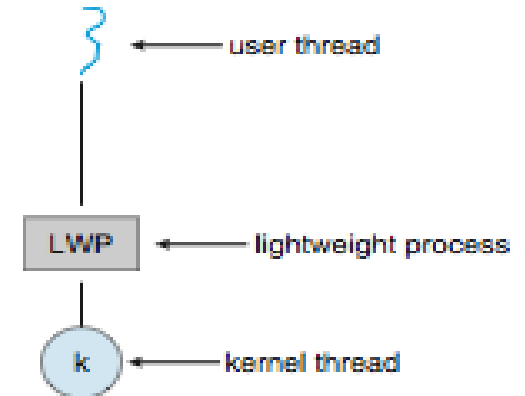 user thread
LWP
lightweight process
k
kernel thread